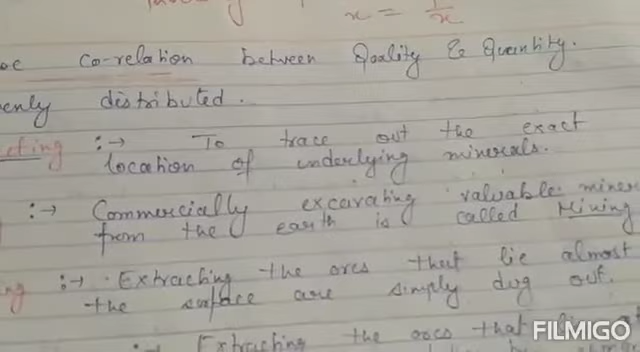 x = 1/x
Co-relation between Quality & Quantity.
distributed.
:→ To trace out the exact
location of underlying minerals.
:→ Commercially excavating valuable
from the earth is called Mining
:→ Extracting the ores that lie almost
the surface are simply dug out.
:→ Extracting the ores that
FILMIGO